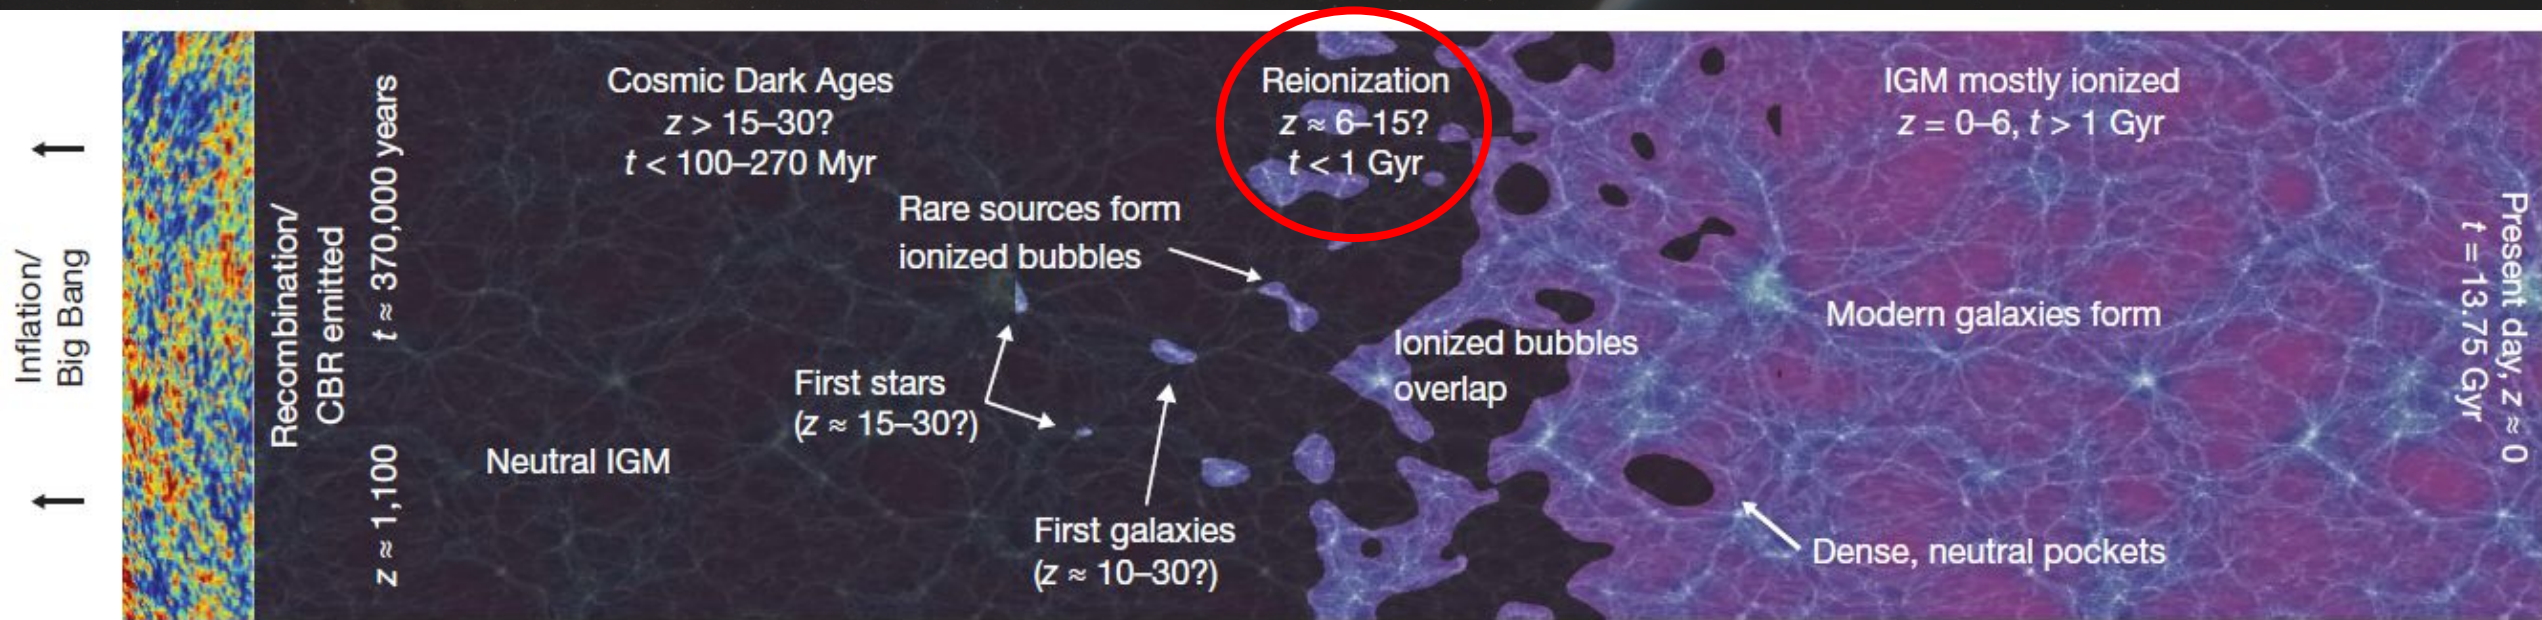 Inflation/
Big Bang
Recombination/
CBR emitted
z ≈ 1,100
t ≈ 370,000 years
Cosmic Dark Ages
z > 15–30?
t < 100–270 Myr
Neutral IGM
First stars
(z ≈ 15–30?)
Rare sources form
ionized bubbles
First galaxies
(z ≈ 10–30?)
Reionization
z ≈ 6–15?
t < 1 Gyr
Ionized bubbles
overlap
IGM mostly ionized
z = 0–6, t > 1 Gyr
Modern galaxies form
Dense, neutral pockets
Present day, z ≈ 0
t = 13.75 Gyr